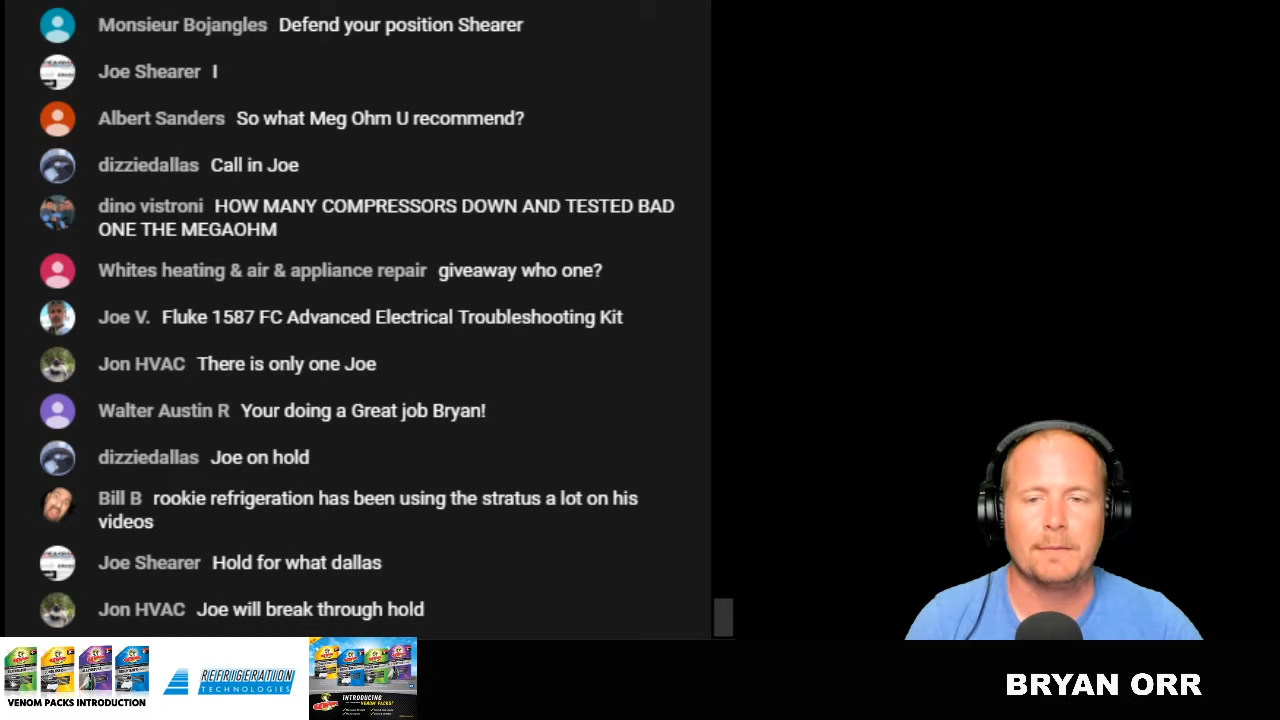 Monsieur Bojangles Defend your position Shearer
Joe Shearer I
Albert Sanders So what Meg Ohm U recommend?
dizziedallas Call in Joe
dino vistroni HOW MANY COMPRESSORS DOWN AND TESTED BAD
ONE THE MEGAOHM
Whites heating & air & appliance repair giveaway who one?
Joe V. Fluke 1587 FC Advanced Electrical Troubleshooting Kit
Jon HVAC There is only one Joe
Walter Austin R Your doing a Great job Bryan!
dizziedallas Joe on hold
Bill B rookie refrigeration has been using the stratus a lot on his
videos
Joe Shearer Hold for what dallas
Jon HVAC Joe will break through hold
VENOM PACKS INTRODUCTION
REFRIGERATION
TECHNOLOGIES
INTRODUCING
VENOM PACKS!
BRYAN ORR